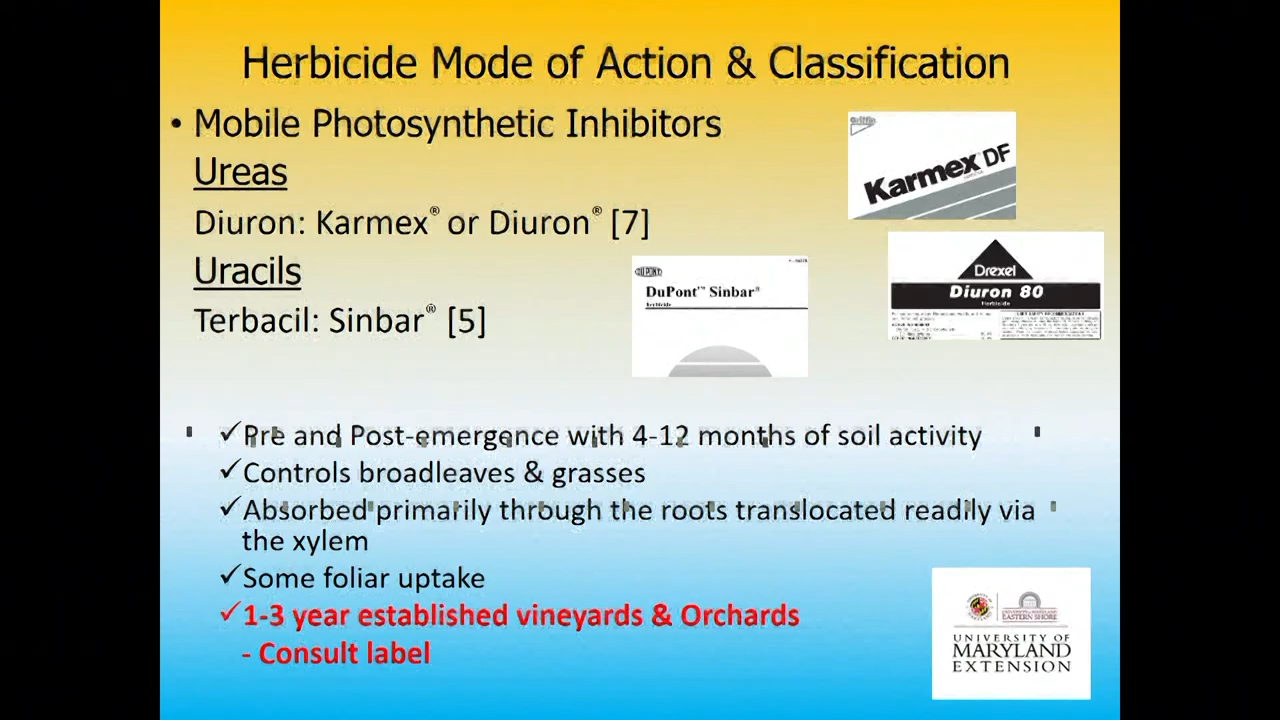 Herbicide Mode of Action & Classification
• Mobile Photosynthetic Inhibitors
Ureas
Diuron: Karmex® or Diuron® [7]
Uracils
Terbacil: Sinbar® [5]
Griffin
Karmex DF
DUPONT
DuPont™ Sinbar®
Herbicide
Drexel
Diuron 80
Herbicide
✓Pre and Post-emergence with 4-12 months of soil activity
✓Controls broadleaves & grasses
✓Absorbed primarily through the roots translocated readily via
the xylem
✓Some foliar uptake
✓1-3 year established vineyards & Orchards
- Consult label
EASTERN SHORE
UNIVERSITY OF
MARYLAND
EXTENSION